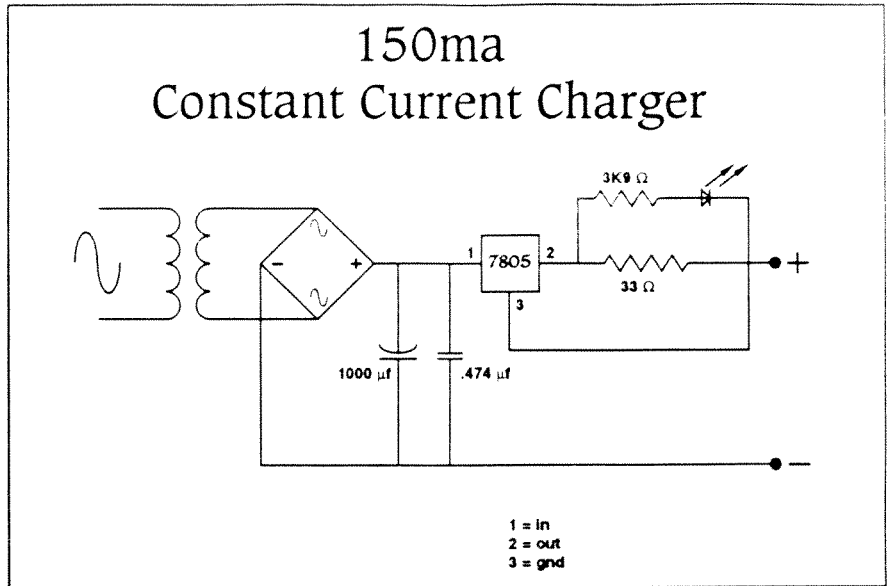 150ma
Constant Current Charger
3K9 Ω
1 7805 2
33 Ω
3
+
- +
1000 µf
.474 µf
−
1 = in
2 = out
3 = gnd